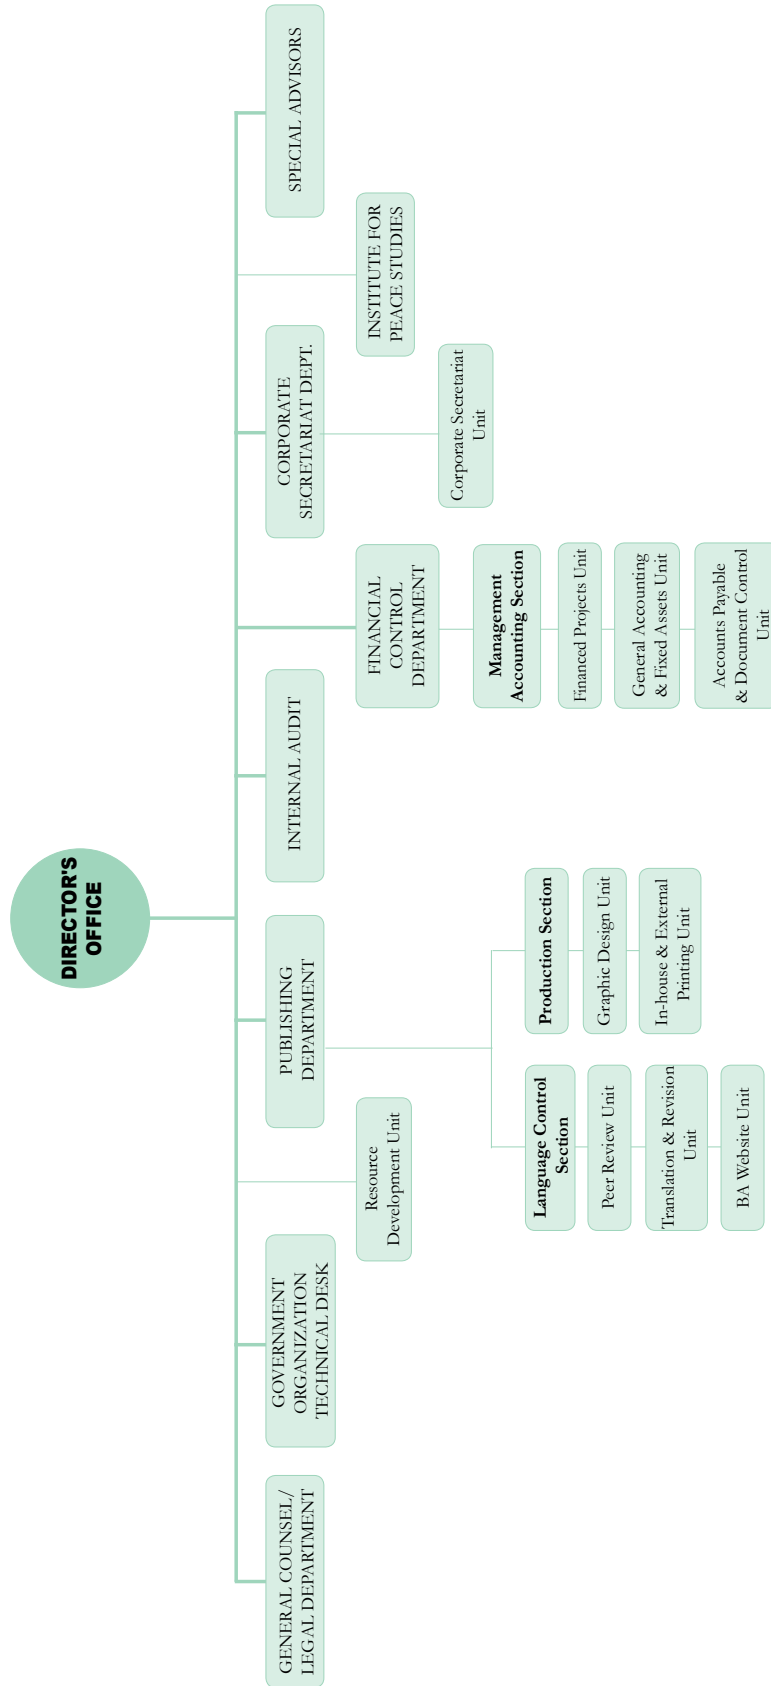 DIRECTOR'S
OFFICE
GENERAL COUNSEL/
LEGAL DEPARTMENT
GOVERNMENT
ORGANIZATION
TECHNICAL DESK
Resource
Development Unit
PUBLISHING
DEPARTMENT
Language Control
Section
Peer Review Unit
Translation & Revision
Unit
BA Website Unit
Production Section
Graphic Design Unit
In-house & External
Printing Unit
INTERNAL AUDIT
FINANCIAL
CONTROL
DEPARTMENT
Management
Accounting Section
Financed Projects Unit
General Accounting
& Fixed Assets Unit
Accounts Payable
& Document Control
Unit
CORPORATE
SECRETARIAT DEPT.
Corporate Secretariat
Unit
INSTITUTE FOR
PEACE STUDIES
SPECIAL ADVISORS